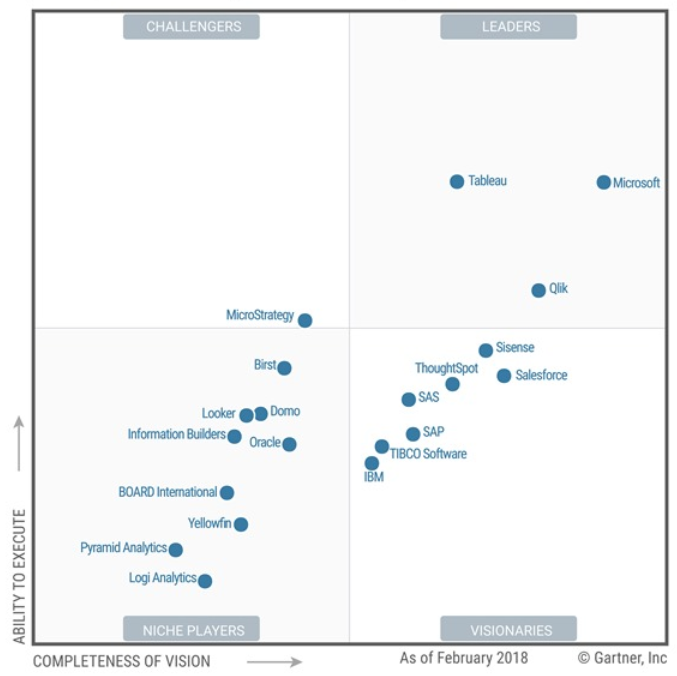 CHALLENGERS
LEADERS
Tableau
Microsoft
Qlik
MicroStrategy
Sisense
Birst
ThoughtSpot
Salesforce
SAS
Looker
Domo
Information Builders
Oracle
SAP
TIBCO Software
IBM
BOARD International
Yellowfin
Pyramid Analytics
Logi Analytics
ABILITY TO EXECUTE
NICHE PLAYERS
VISIONARIES
COMPLETENESS OF VISION
As of February 2018
© Gartner, Inc